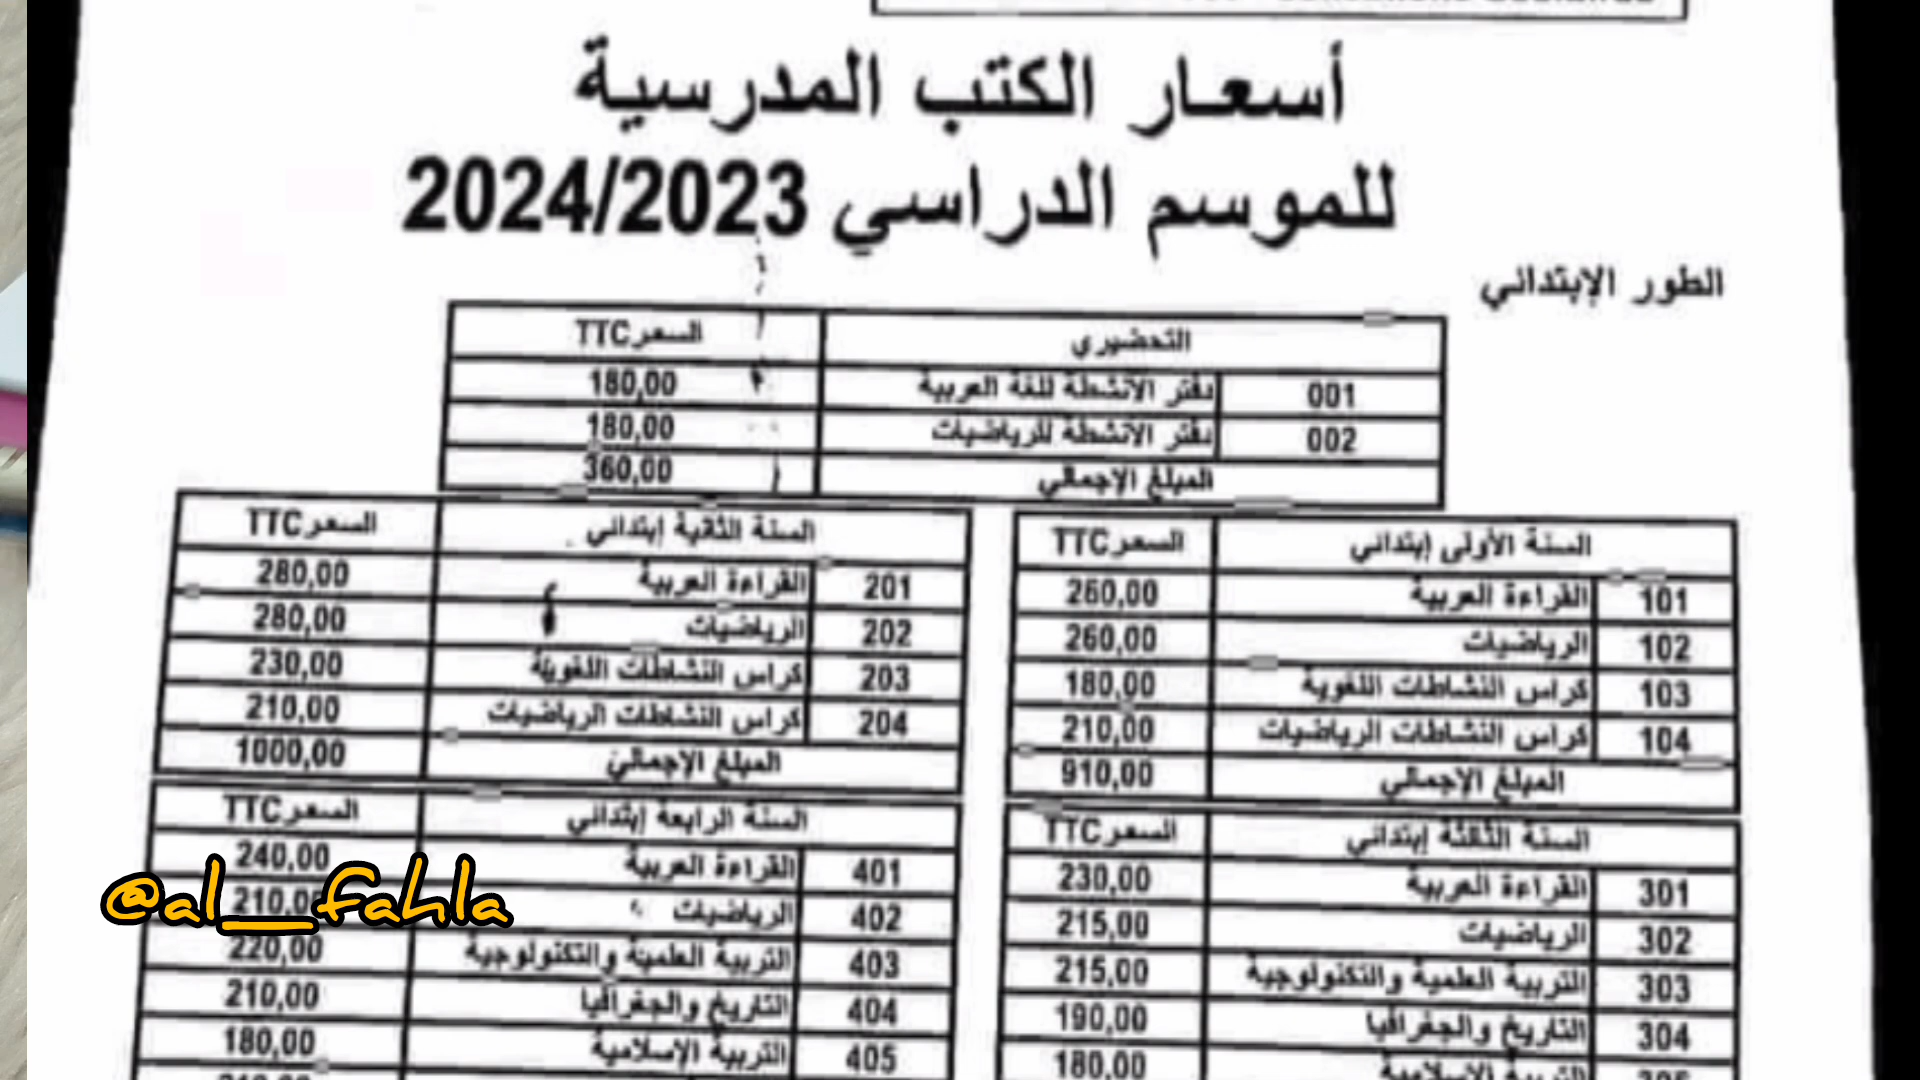 أسعار الكتب المدرسية
للموسم الدراسي 2024/2023
الطور الإبتدائي
التحضيري السعر TTC
001 دفتر الأنشطة للغة العربية 180,00
002 دفتر الأنشطة للرياضيات 180,00
المبلغ الإجمالي 360,00
السنة الأولى إبتدائي السعر TTC
101 القراءة العربية 260,00
102 الرياضيات 260,00
103 كراس النشاطات اللغوية 180,00
104 كراس النشاطات الرياضيات 210,00
المبلغ الإجمالي 910,00
السنة الثانية إبتدائي السعر TTC
201 القراءة العربية 280,00
202 الرياضيات 280,00
203 كراس النشاطات اللغوية 230,00
204 كراس النشاطات الرياضيات 210,00
المبلغ الإجمالي 1000,00
السنة الثالثة إبتدائي السعر TTC
301 القراءة العربية 230,00
302 الرياضيات 215,00
303 التربية العلمية والتكنولوجية 215,00
304 التاريخ والجغرافيا 190,00
التربية الإسلامية 180,00
السنة الرابعة إبتدائي السعر TTC
401 القراءة العربية 240,00
402 الرياضيات 210,00
403 التربية العلمية والتكنولوجية 220,00
404 التاريخ والجغرافيا 210,00
405 التربية الإسلامية 180,00
@al__fahla